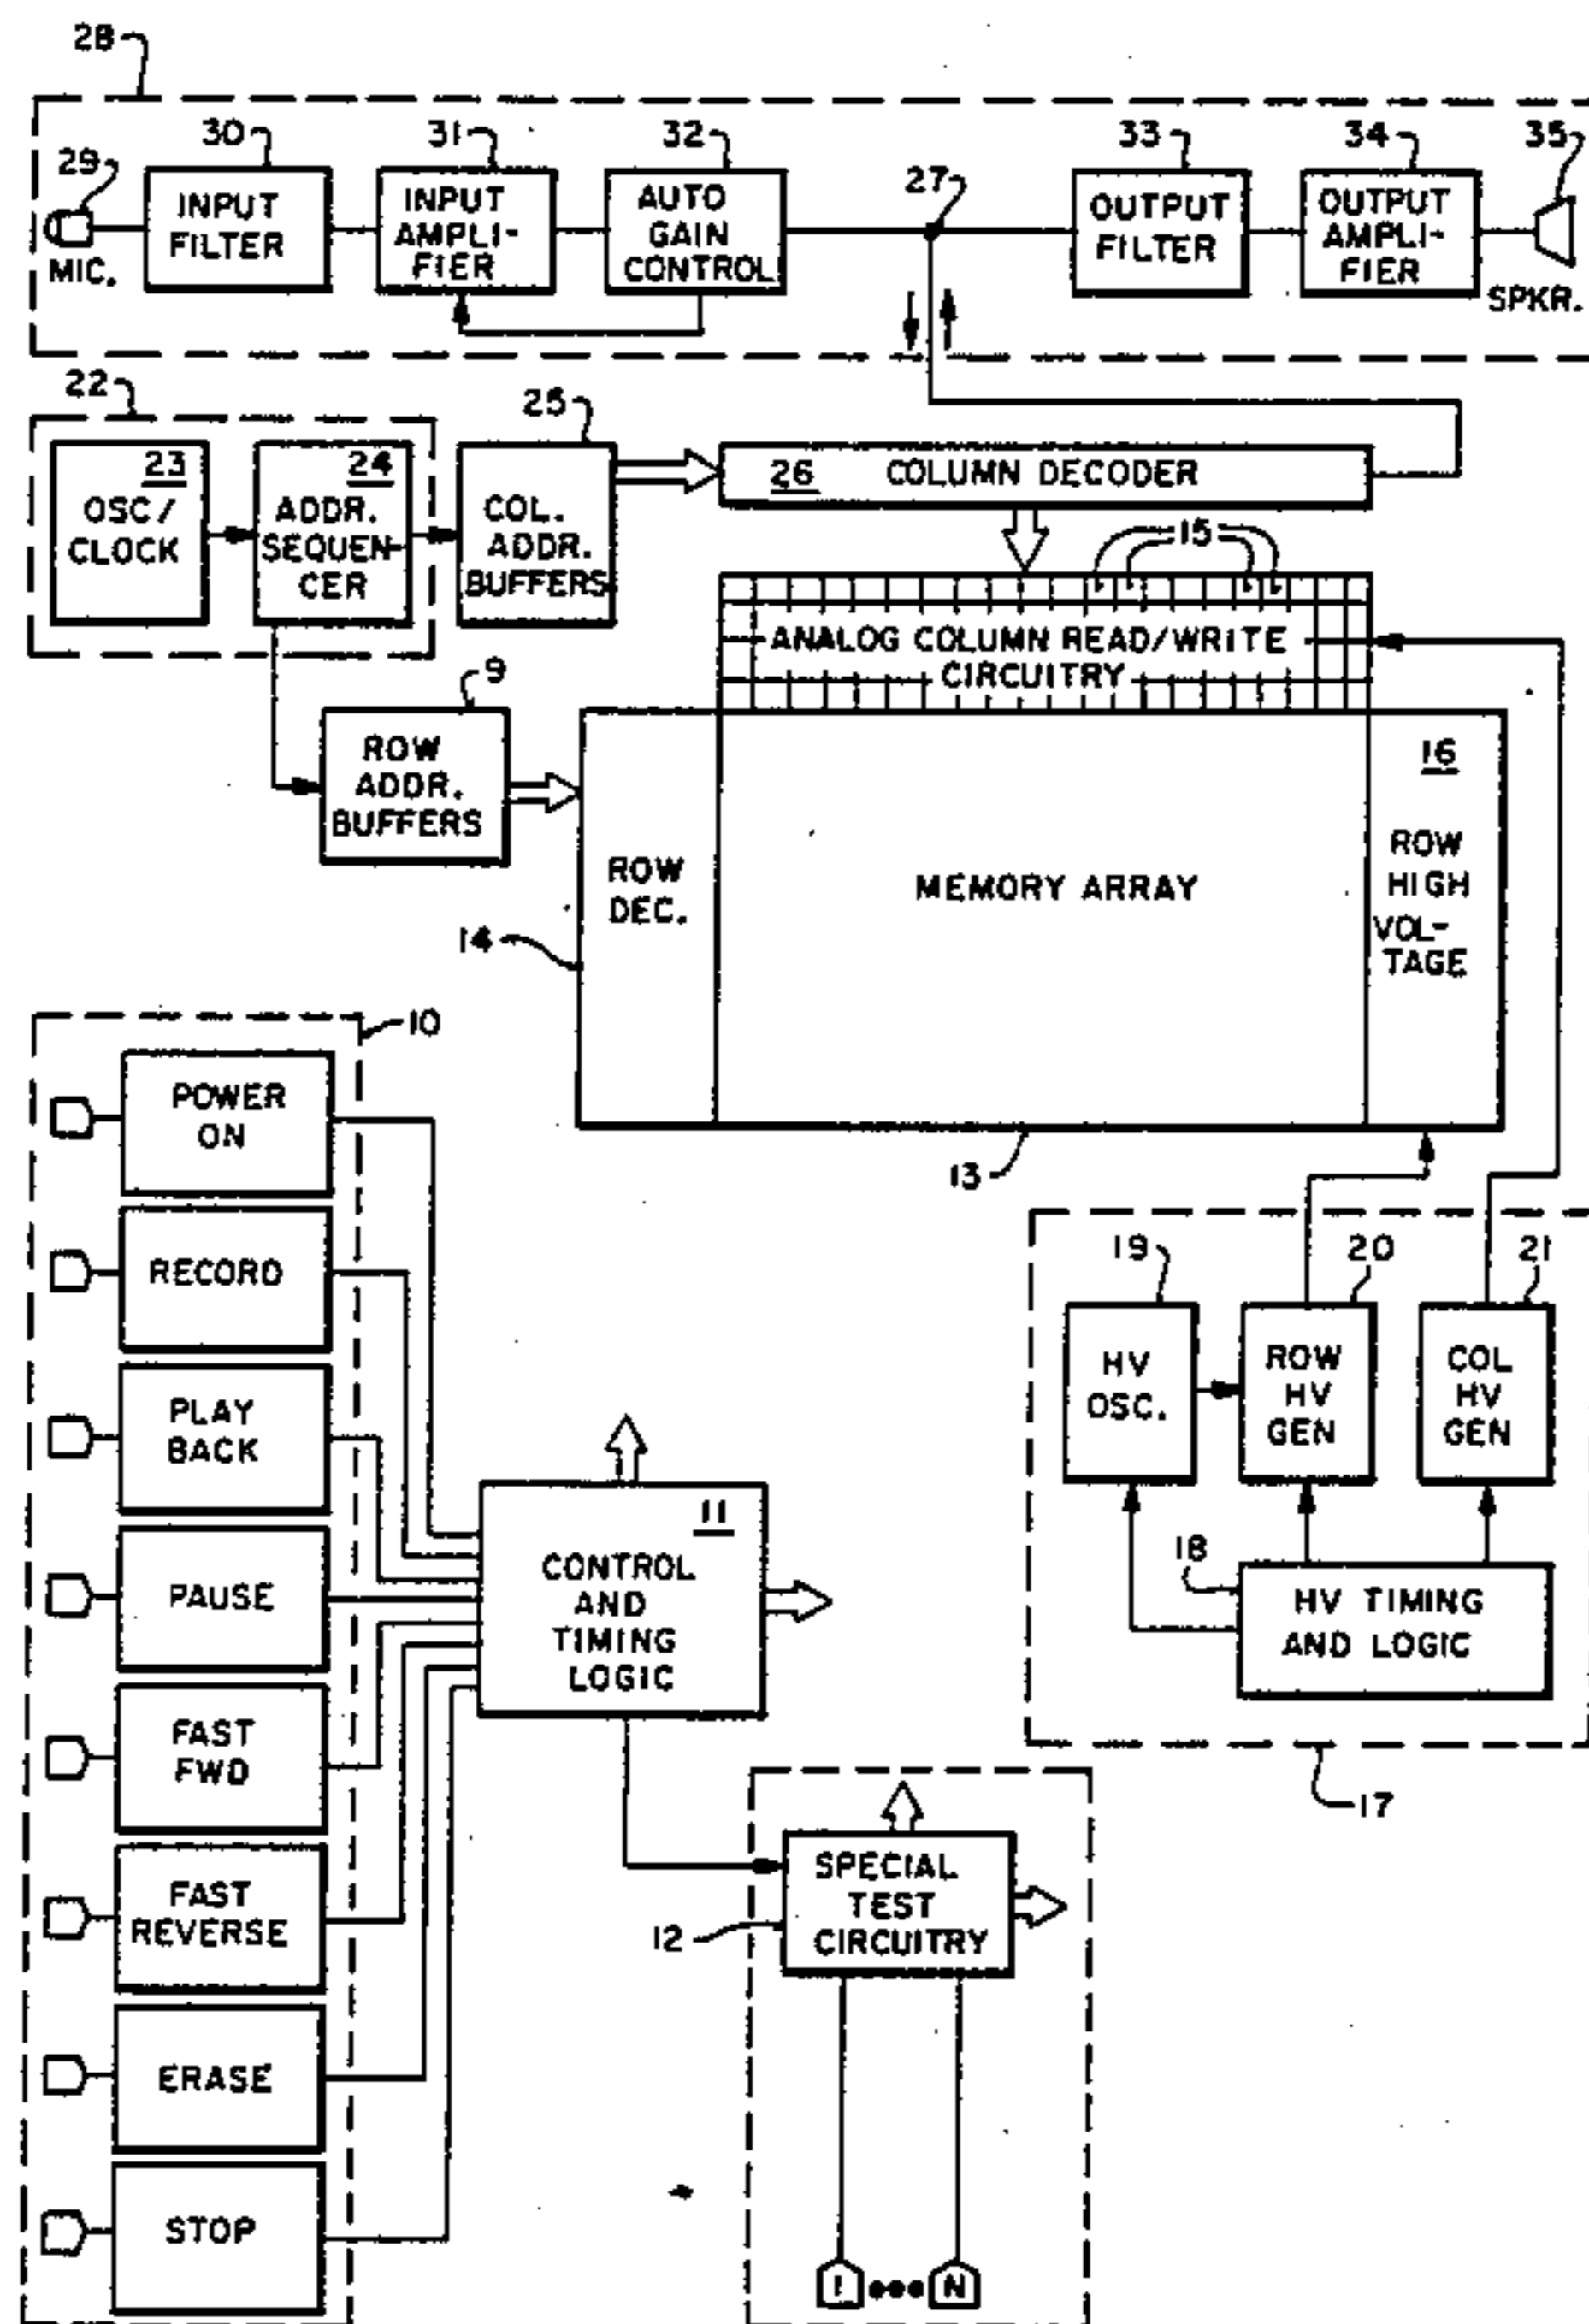 28
30
31
32
33
34
35
29
27
INPUT
FILTER
INPUT
AMPLI-
FIER
AUTO
GAIN
CONTROL
OUTPUT
FILTER
OUTPUT
AMPLI-
FIER
MIC.
SPKR.
22
25
23
OSC/
CLOCK
24
ADDR.
SEQUEN-
CER
COL.
ADDR.
BUFFERS
26 COLUMN DECODER
15
ANALOG COLUMN READ/WRITE
CIRCUITRY
9
ROW
ADDR.
BUFFERS
ROW
DEC.
MEMORY ARRAY
16
ROW
HIGH
VOL-
TAGE
14
13
10
POWER
ON
RECORD
PLAY
BACK
PAUSE
FAST
FWD
FAST
REVERSE
ERASE
STOP
11
CONTROL
AND
TIMING
LOGIC
19
20
21
HV
OSC.
ROW
HV
GEN
COL
HV
GEN
18
HV TIMING
AND LOGIC
17
SPECIAL
TEST
CIRCUITRY
12
1 ••• N